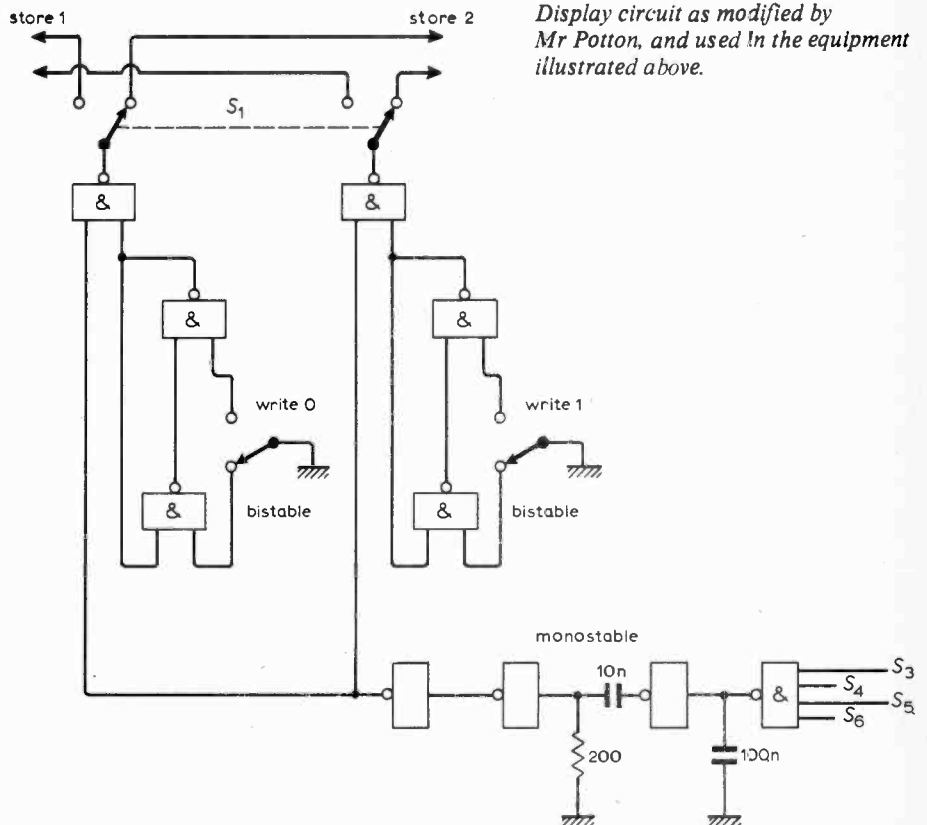 store 1
store 2
Display circuit as modified by
Mr Potton, and used in the equipment
illustrated above.
S1
&
&
&
&
write 0
write 1
&
bistable
&
bistable
monostable
10n
S3
&
S4
S5
S6
200
100n